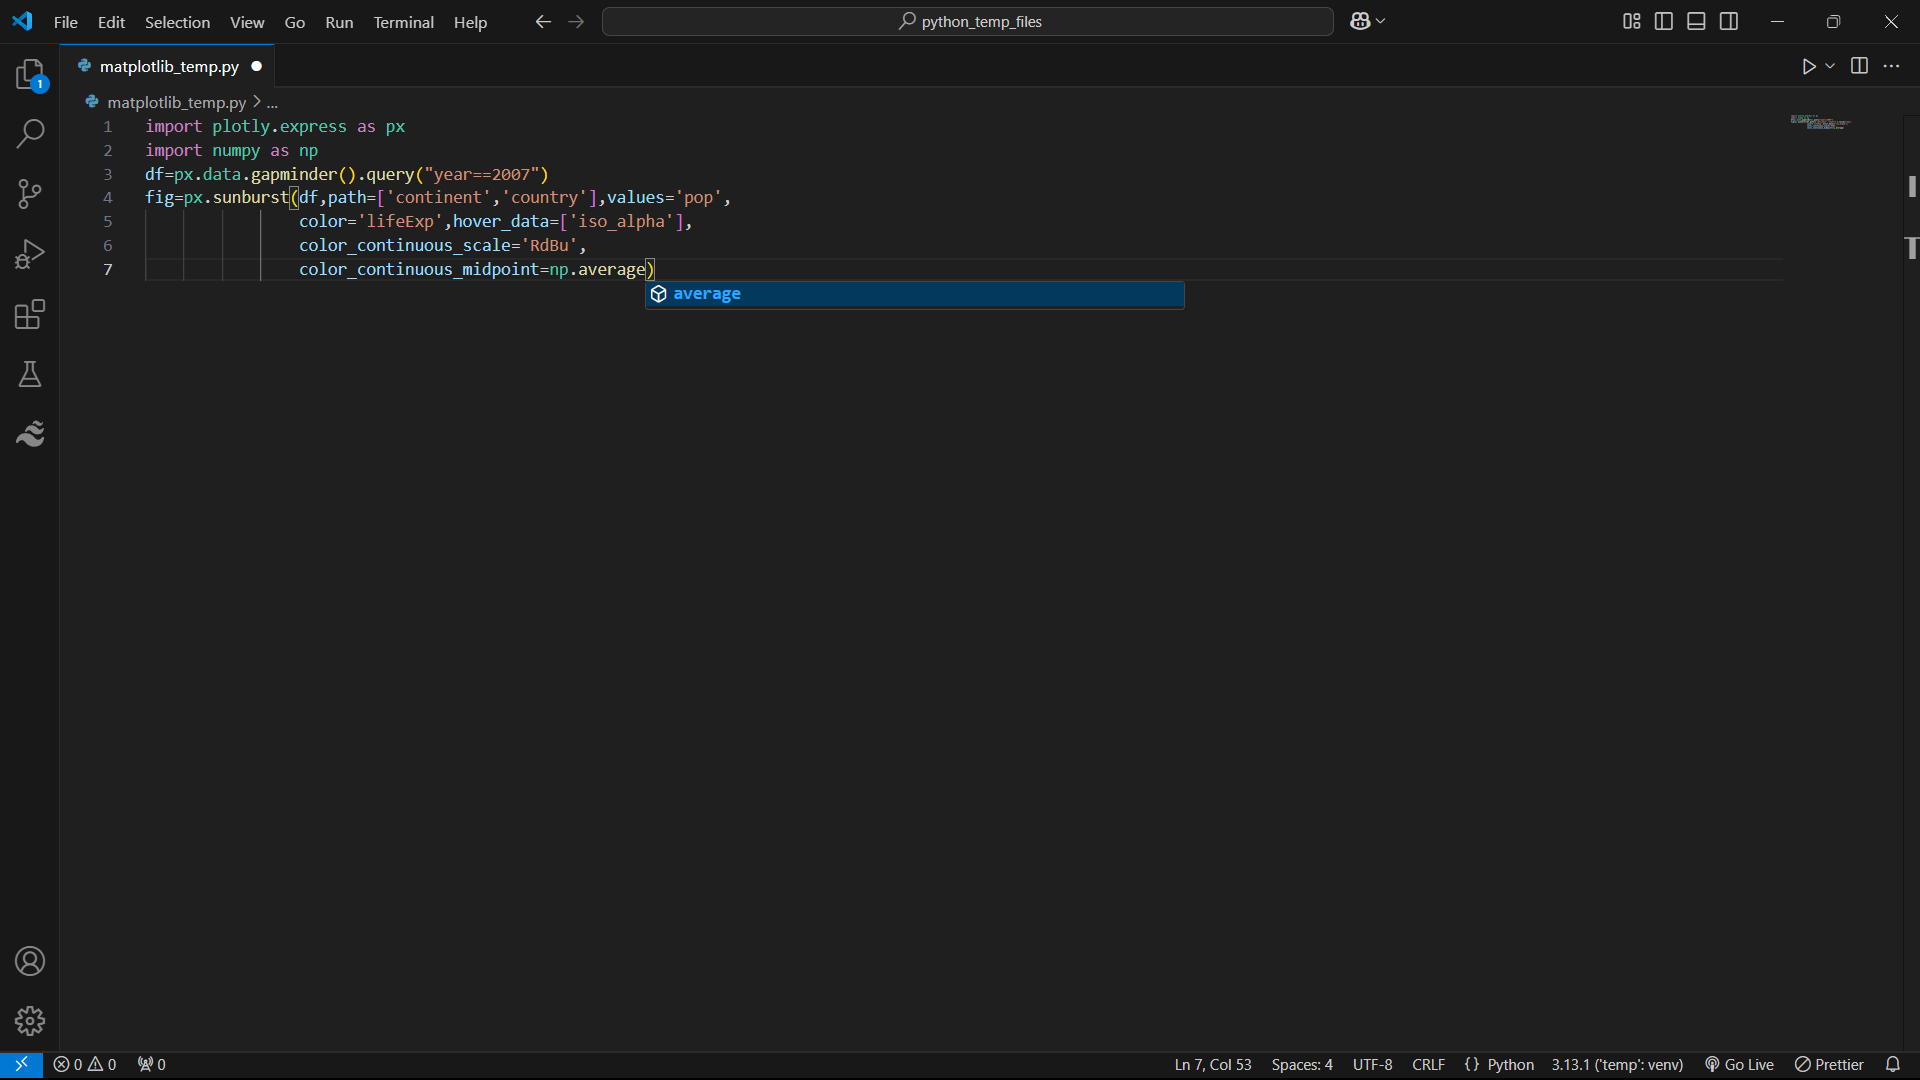 File Edit Selection View Go Run Terminal Help python_temp_files
1
matplotlib_temp.py
matplotlib_temp.py > ...
1 import plotly.express as px
2 import numpy as np
3 df=px.data.gapminder().query("year==2007")
4 fig=px.sunburst(df,path=['continent','country'],values='pop',
5 color='lifeExp',hover_data=['iso_alpha'],
6 color_continuous_scale='RdBu',
7 color_continuous_midpoint=np.average)
average
0 0 0 Ln 7, Col 53 Spaces: 4 UTF-8 CRLF {} Python 3.13.1 ('temp': venv) Go Live Prettier